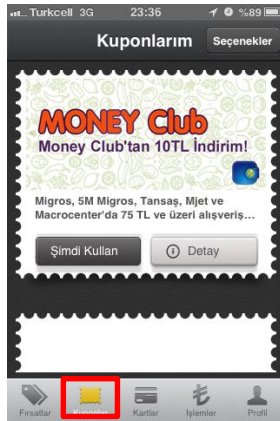 Turkcell 3G 23:36 %89
Kuponlarım
Seçenekler
MONEY Club
Money Club'tan 10TL İndirim!
Migros, 5M Migros, Tansaş, Mjet ve
Macrocenter'da 75 TL ve üzeri alışveriş...
Şimdi Kullan
Detay
Fırsatlar Kuponlar Kartlar İşlemler Profil